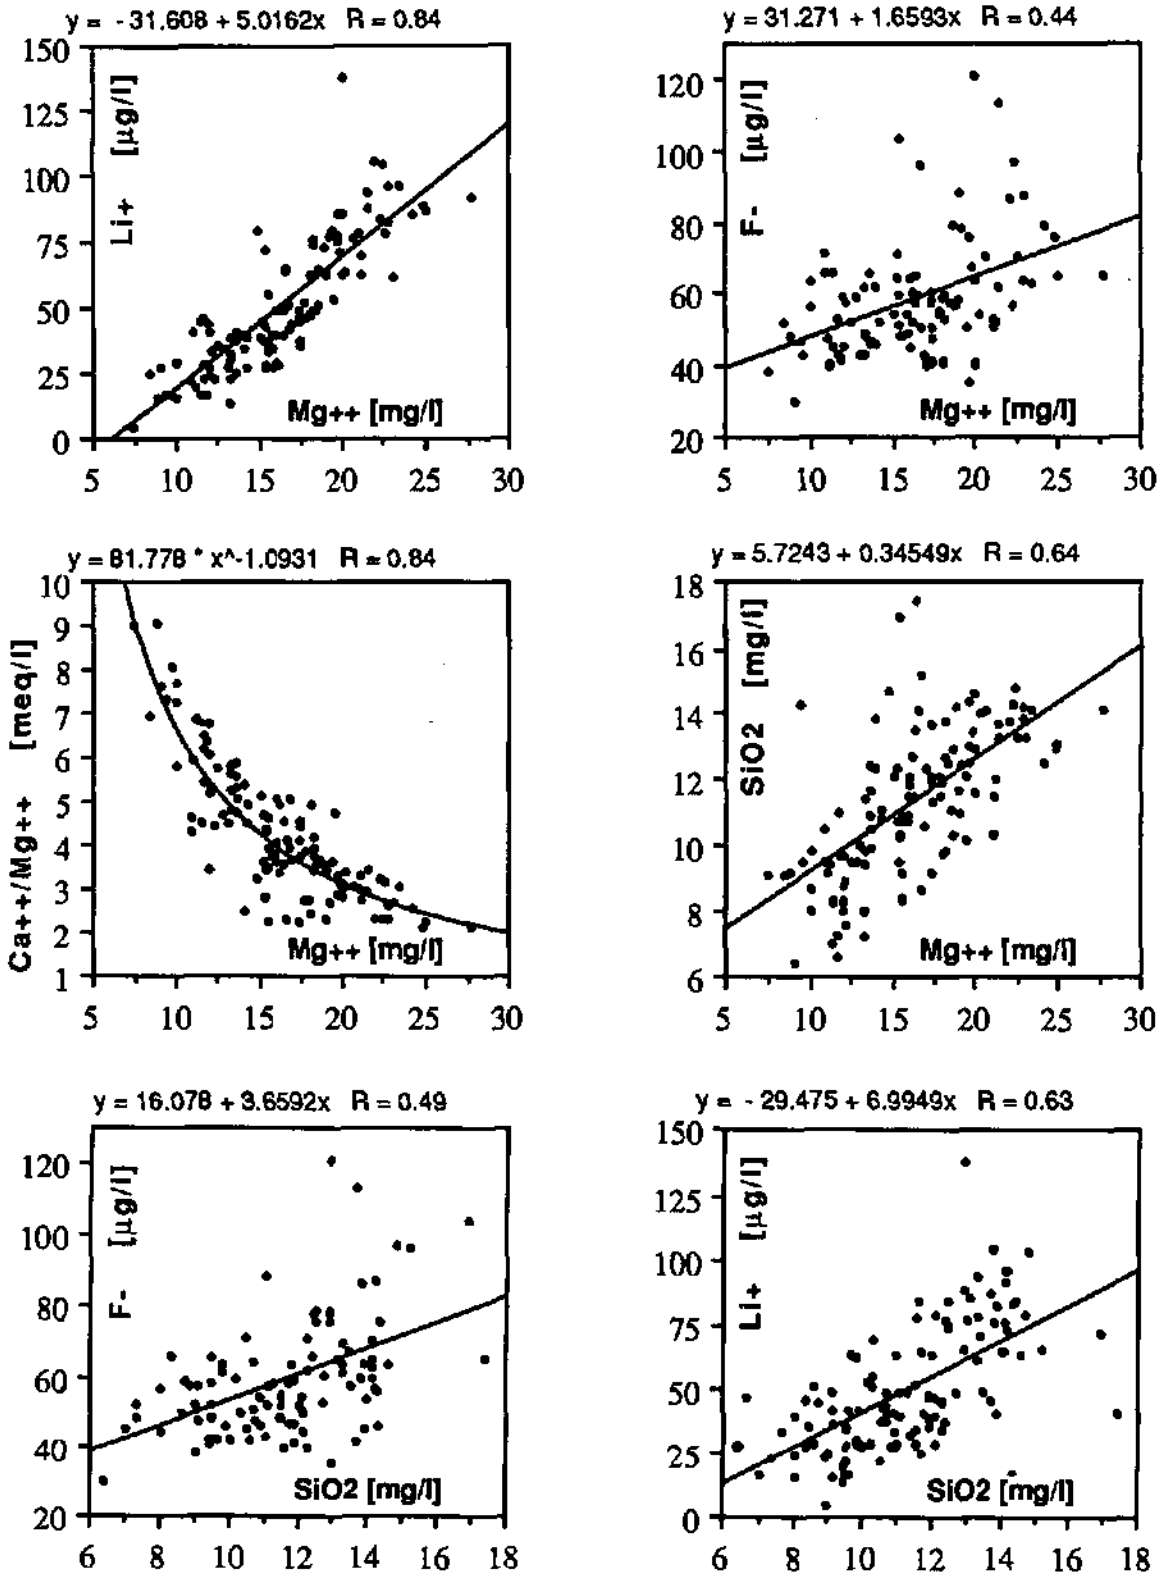 y = - 31.608 + 5.0162x R = 0.84
150
125
100
75
50
25
0
Li+ [µg/l]
Mg++ [mg/l]
5 10 15 20 25 30
y = 31.271 + 1.6593x R = 0.44
120
100
80
60
40
20
F- [µg/l]
Mg++ [mg/l]
5 10 15 20 25 30
y = 81.778 * x^-1.0931 R = 0.84
10
9
8
7
6
5
4
3
2
1
Ca++/Mg++ [meq/l]
Mg++ [mg/l]
5 10 15 20 25 30
y = 5.7243 + 0.34549x R = 0.64
18
16
14
12
10
8
6
SiO2 [mg/l]
Mg++ [mg/l]
5 10 15 20 25 30
y = 16.078 + 3.6592x R = 0.49
120
100
80
60
40
20
F- [µg/l]
SiO2 [mg/l]
6 8 10 12 14 16 18
y = - 29.475 + 6.9949x R = 0.63
150
125
100
75
50
25
0
Li+ [µg/l]
SiO2 [mg/l]
6 8 10 12 14 16 18